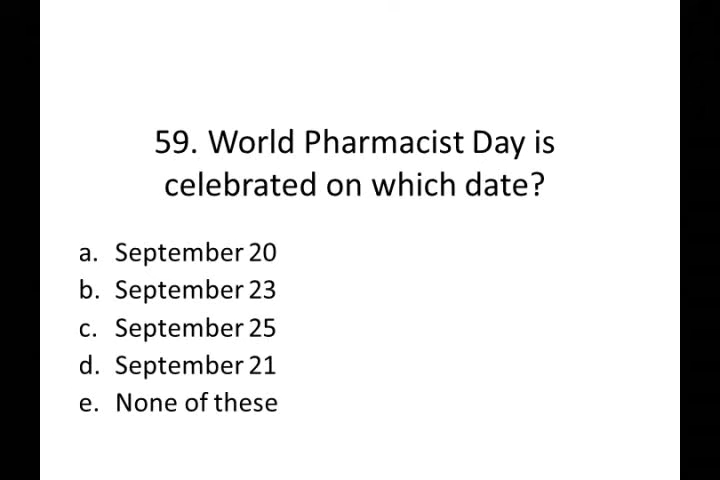 59. World Pharmacist Day is
celebrated on which date?
a. September 20
b. September 23
c. September 25
d. September 21
e. None of these